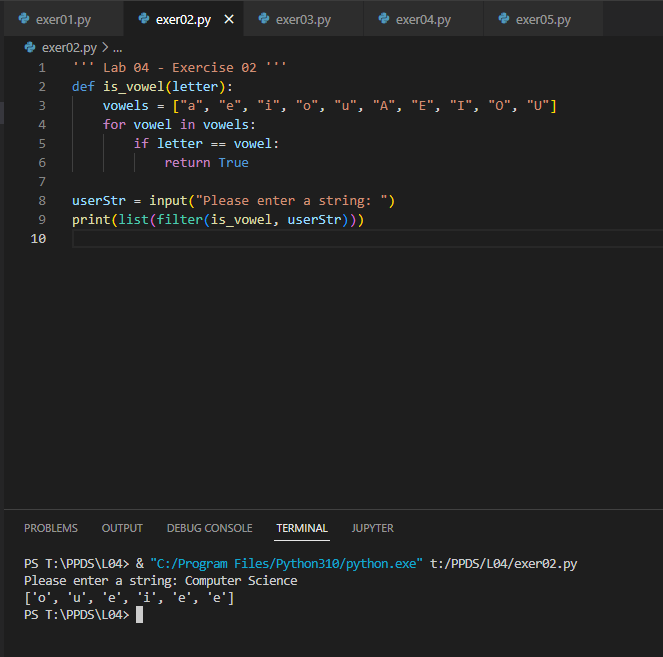 exer01.py exer02.py exer03.py exer04.py exer05.py
exer02.py > ...
1 ''' Lab 04 - Exercise 02 '''
2 def is_vowel(letter):
3     vowels = ["a", "e", "i", "o", "u", "A", "E", "I", "O", "U"]
4     for vowel in vowels:
5         if letter == vowel:
6             return True
7
8 userStr = input("Please enter a string: ")
9 print(list(filter(is_vowel, userStr)))
10
PROBLEMS OUTPUT DEBUG CONSOLE TERMINAL JUPYTER
PS T:\PPDS\L04> & "C:/Program Files/Python310/python.exe" t:/PPDS/L04/exer02.py
Please enter a string: Computer Science
['o', 'u', 'e', 'i', 'e', 'e']
PS T:\PPDS\L04>